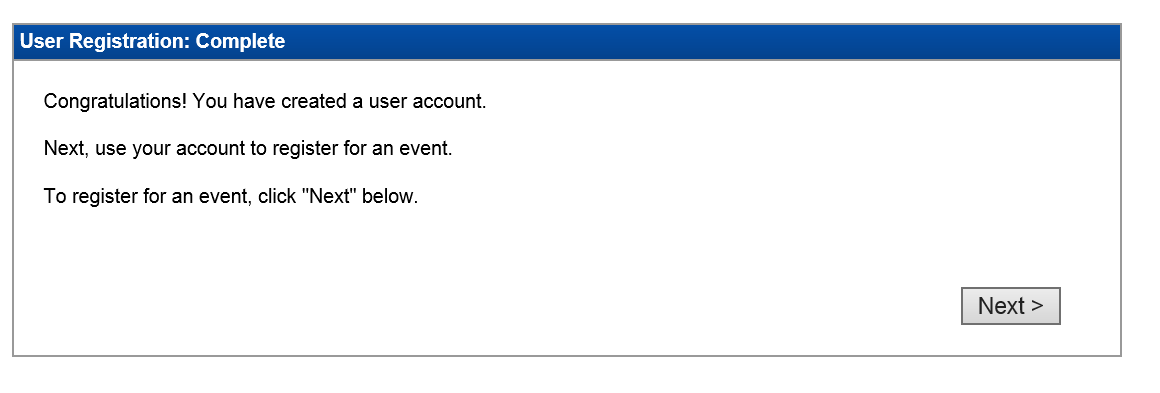 User Registration: Complete
Congratulations! You have created a user account.
Next, use your account to register for an event.
To register for an event, click "Next" below.
Next >